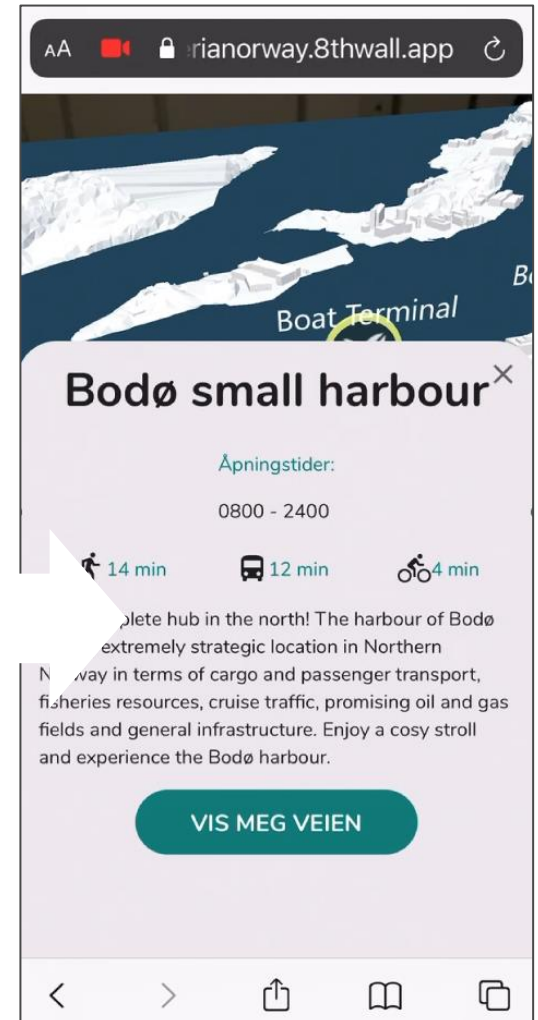 AA rianorway.8thwall.app
Boat Terminal
Bodø small harbour
Åpningstider:
0800 - 2400
14 min 12 min 4 min
hub in the north! The harbour of Bodø
extremely strategic location in Northern
in terms of cargo and passenger transport,
fisheries resources, cruise traffic, promising oil and gas
fields and general infrastructure. Enjoy a cosy stroll
and experience the Bodø harbour.
VIS MEG VEIEN